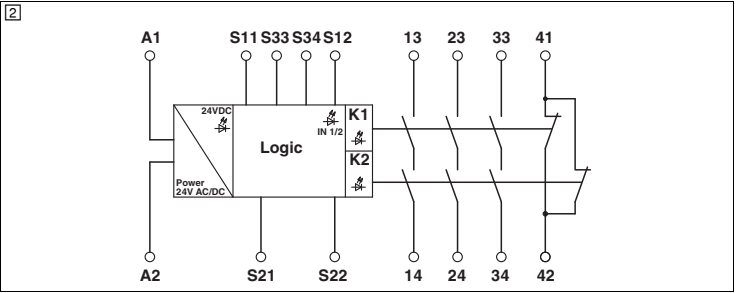 2
A1 S11 S33 S34 S12 13 23 33 41
24VDC
K1
IN 1/2
Logic
K2
Power
24V AC/DC
A2 S21 S22 14 24 34 42